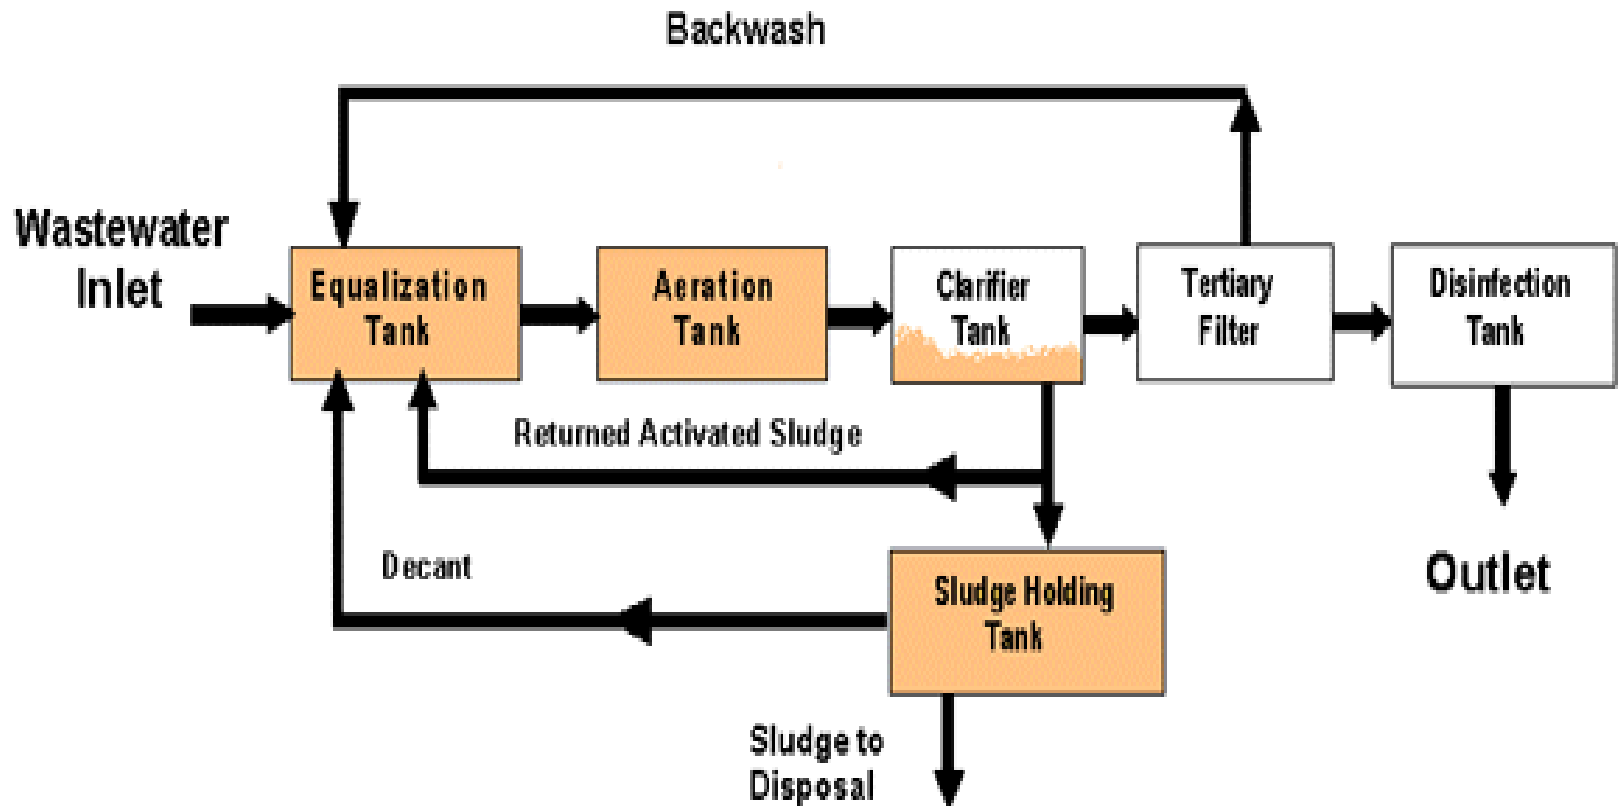 Backwash
Wastewater
Inlet
Equalization
Tank
Aeration
Tank
Clarifier
Tank
Tertiary
Filter
Disinfection
Tank
Returned Activated Sludge
Decant
Sludge Holding
Tank
Outlet
Sludge to
Disposal